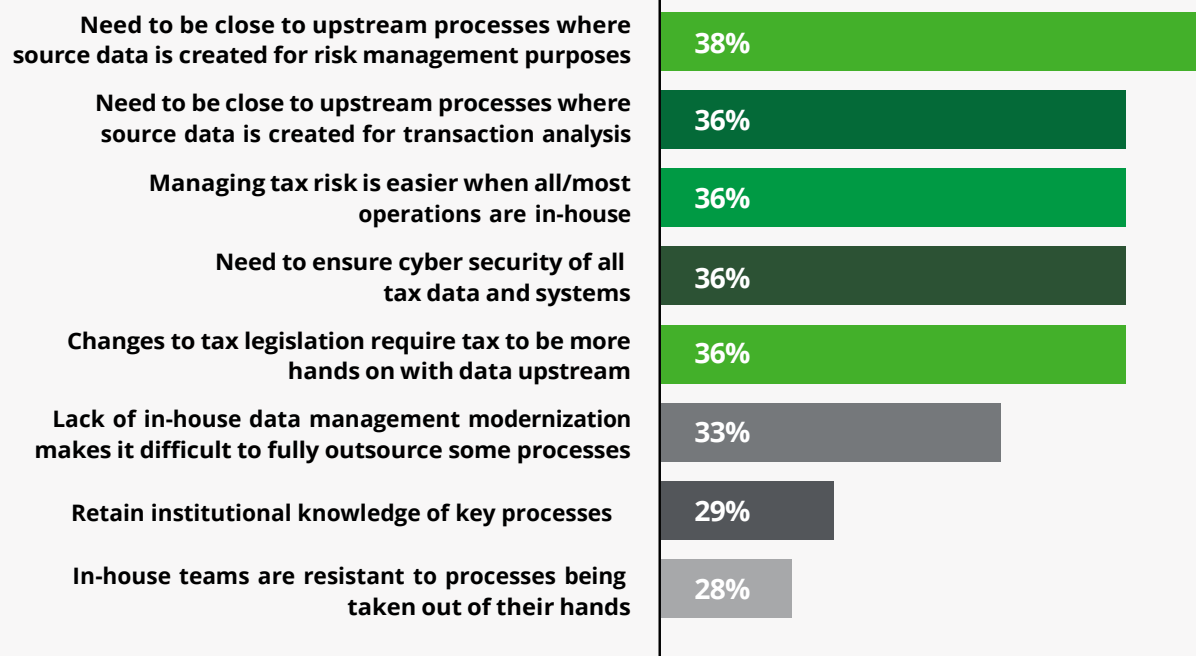 Need to be close to upstream processes where
source data is created for risk management purposes
38%
Need to be close to upstream processes where
source data is created for transaction analysis
36%
Managing tax risk is easier when all/most
operations are in-house
36%
Need to ensure cyber security of all
tax data and systems
36%
Changes to tax legislation require tax to be more
hands on with data upstream
36%
Lack of in-house data management modernization
makes it difficult to fully outsource some processes
33%
Retain institutional knowledge of key processes
29%
In-house teams are resistant to processes being
taken out of their hands
28%